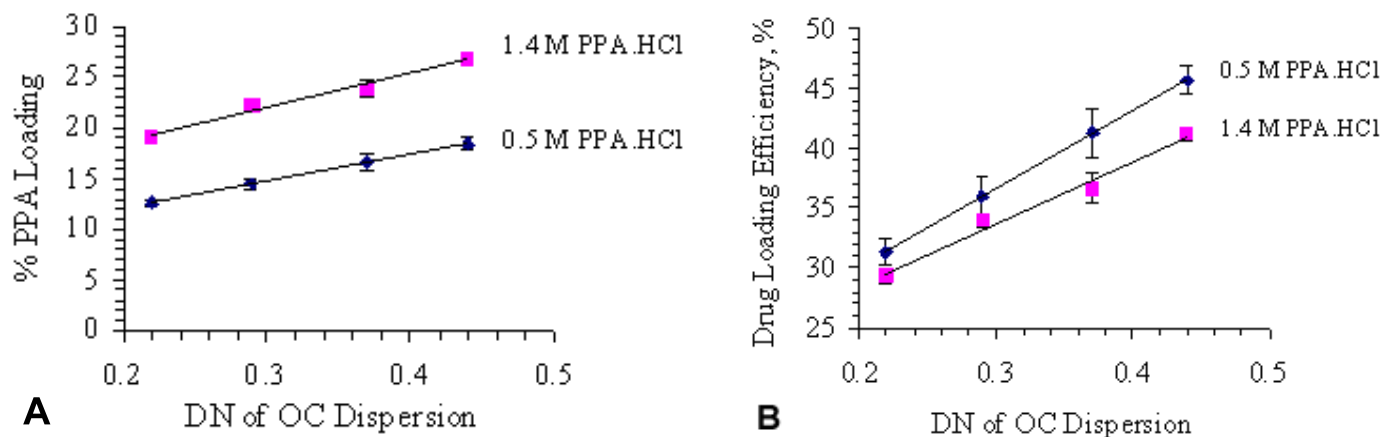 % PPA Loading
30
25
20
15
10
5
0
1.4 M PPA.HCl
0.5 M PPA.HCl
0.2 0.3 0.4 0.5
DN of OC Dispersion
A
Drug Loading Efficiency, %
50
45
40
35
30
25
0.5 M PPA.HCl
1.4 M PPA.HCl
0.2 0.3 0.4 0.5
DN of OC Dispersion
B